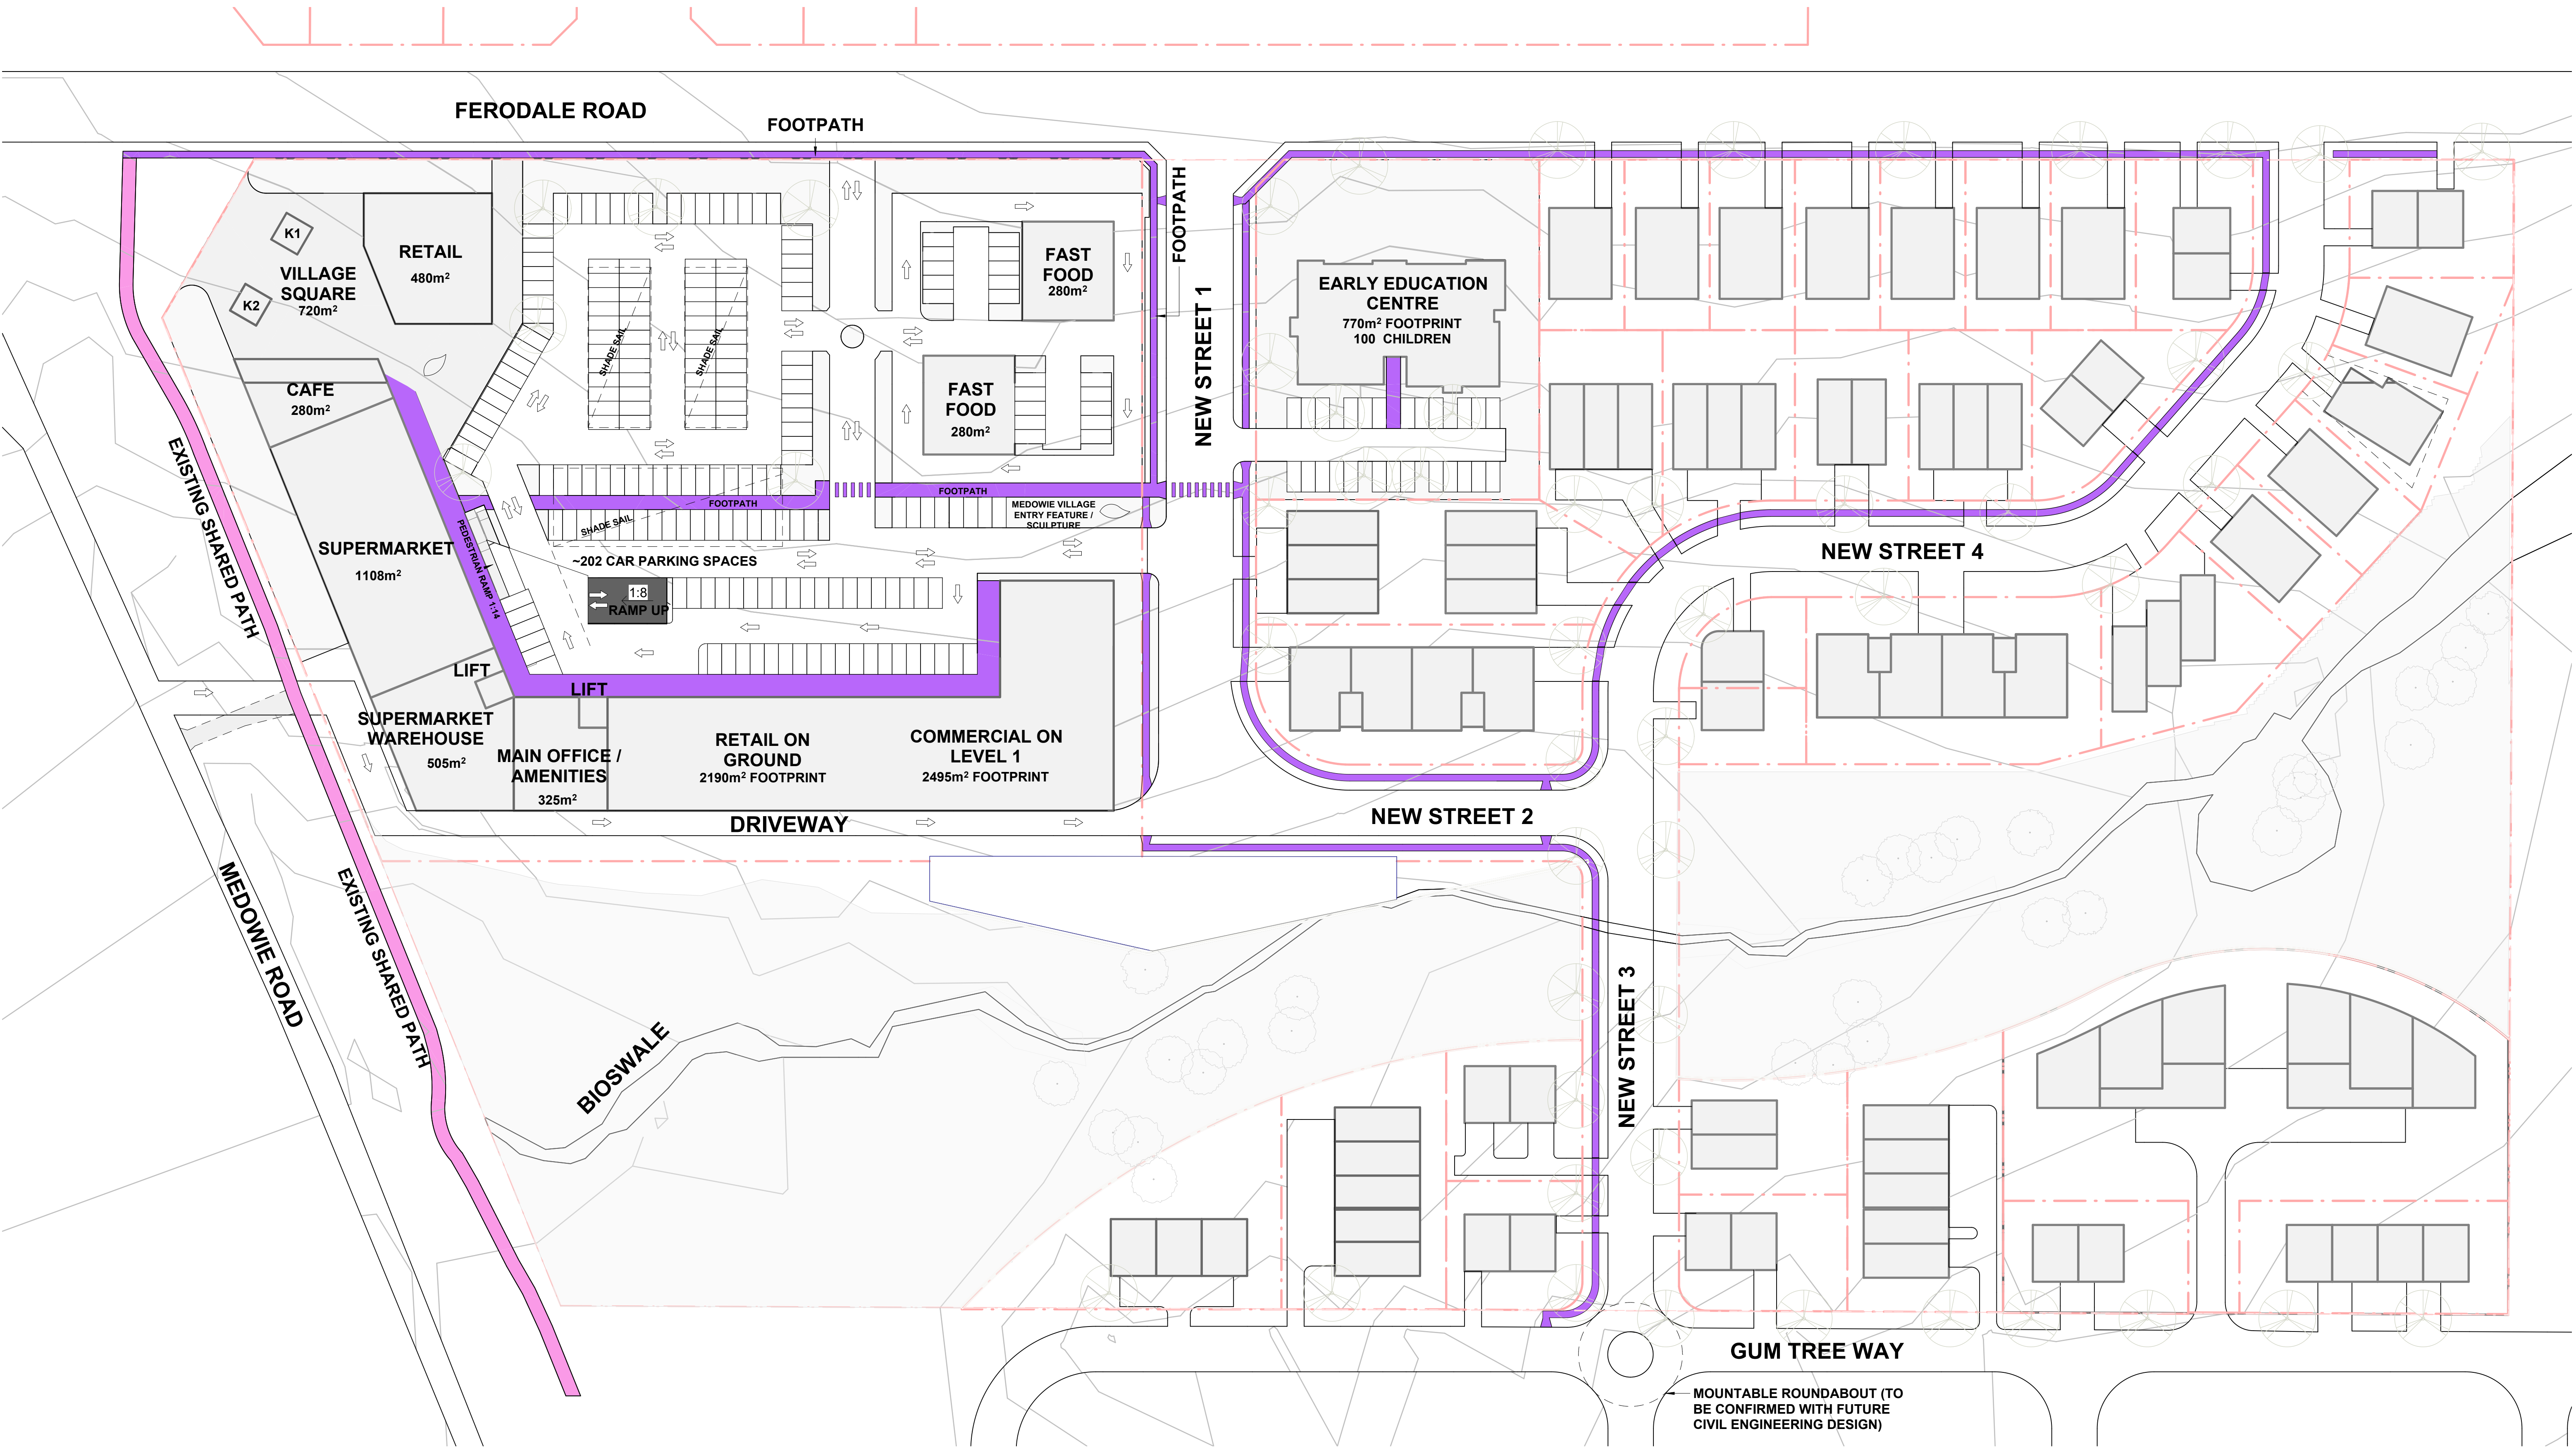 FERODALE ROAD
FOOTPATH
FOOTPATH
K1
K2
VILLAGE
SQUARE
720m²
RETAIL
480m²
FAST
FOOD
280m²
FAST
FOOD
280m²
SHADE SAIL
SHADE SAIL
NEW STREET 1
EARLY EDUCATION
CENTRE
770m² FOOTPRINT
100 CHILDREN
CAFE
280m²
EXISTING SHARED PATH
FOOTPATH
FOOTPATH
SHADE SAIL
MEDOWIE VILLAGE
ENTRY FEATURE /
SCULPTURE
PEDESTRIAN RAMP 1:14
SUPERMARKET
1108m²
~202 CAR PARKING SPACES
1:8
RAMP UP
NEW STREET 4
LIFT
LIFT
SUPERMARKET
WAREHOUSE
505m²
MAIN OFFICE /
AMENITIES
325m²
RETAIL ON
GROUND
2190m² FOOTPRINT
COMMERCIAL ON
LEVEL 1
2495m² FOOTPRINT
DRIVEWAY
NEW STREET 2
MEDOWIE ROAD
EXISTING SHARED PATH
BIOSWALE
NEW STREET 3
GUM TREE WAY
MOUNTABLE ROUNDABOUT (TO
BE CONFIRMED WITH FUTURE
CIVIL ENGINEERING DESIGN)